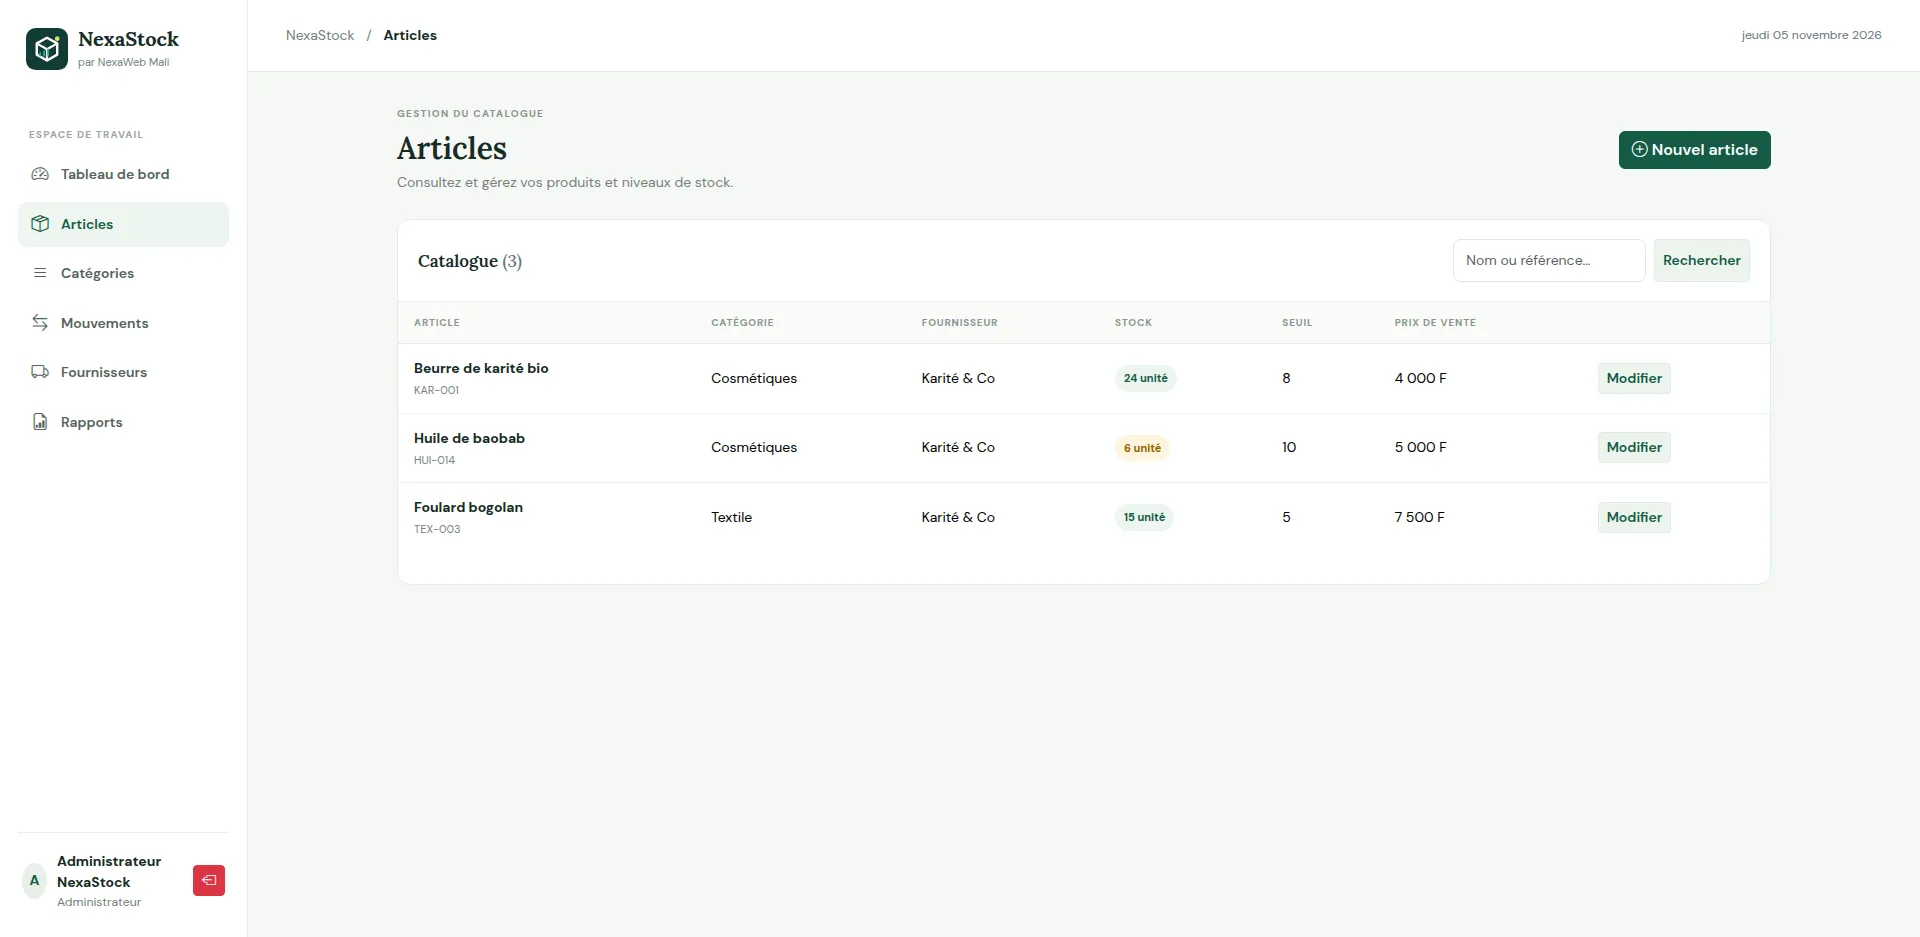 NexaStock
par NexaWeb Mali
ESPACE DE TRAVAIL
Tableau de bord
Articles
Catégories
Mouvements
Fournisseurs
Rapports
A
Administrateur
NexaStock
Administrateur
NexaStock / Articles
jeudi 05 novembre 2026
GESTION DU CATALOGUE
Articles
Consultez et gérez vos produits et niveaux de stock.
Nouvel article
Catalogue (3)
Nom ou référence...
Rechercher
ARTICLE CATÉGORIE FOURNISSEUR STOCK SEUIL PRIX DE VENTE
Beurre de karité bio
KAR-001
Cosmétiques Karité & Co 24 unité 8 4 000 F Modifier
Huile de baobab
HUI-014
Cosmétiques Karité & Co 6 unité 10 5 000 F Modifier
Foulard bogolan
TEX-003
Textile Karité & Co 15 unité 5 7 500 F Modifier